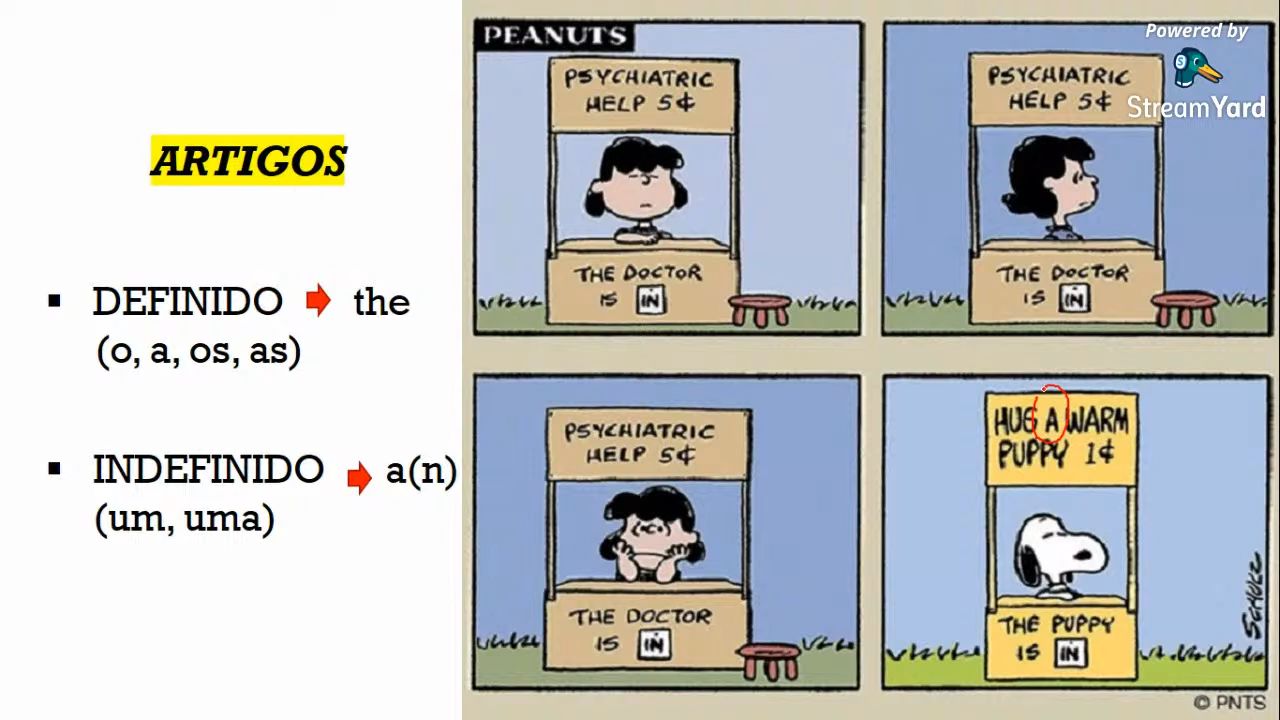 ARTIGOS
▪ DEFINIDO the
(o, a, os, as)
▪ INDEFINIDO a(n)
(um, uma)
PEANUTS
PSYCHIATRIC
HELP 5¢
THE DOCTOR
IS IN
Powered by
StreamYard
PSYCHIATRIC
HELP 5¢
THE DOCTOR
IS IN
PSYCHIATRIC
HELP 5¢
THE DOCTOR
IS IN
HUG A WARM
PUPPY 1¢
THE PUPPY
IS IN
SCHULZ
© PNTS